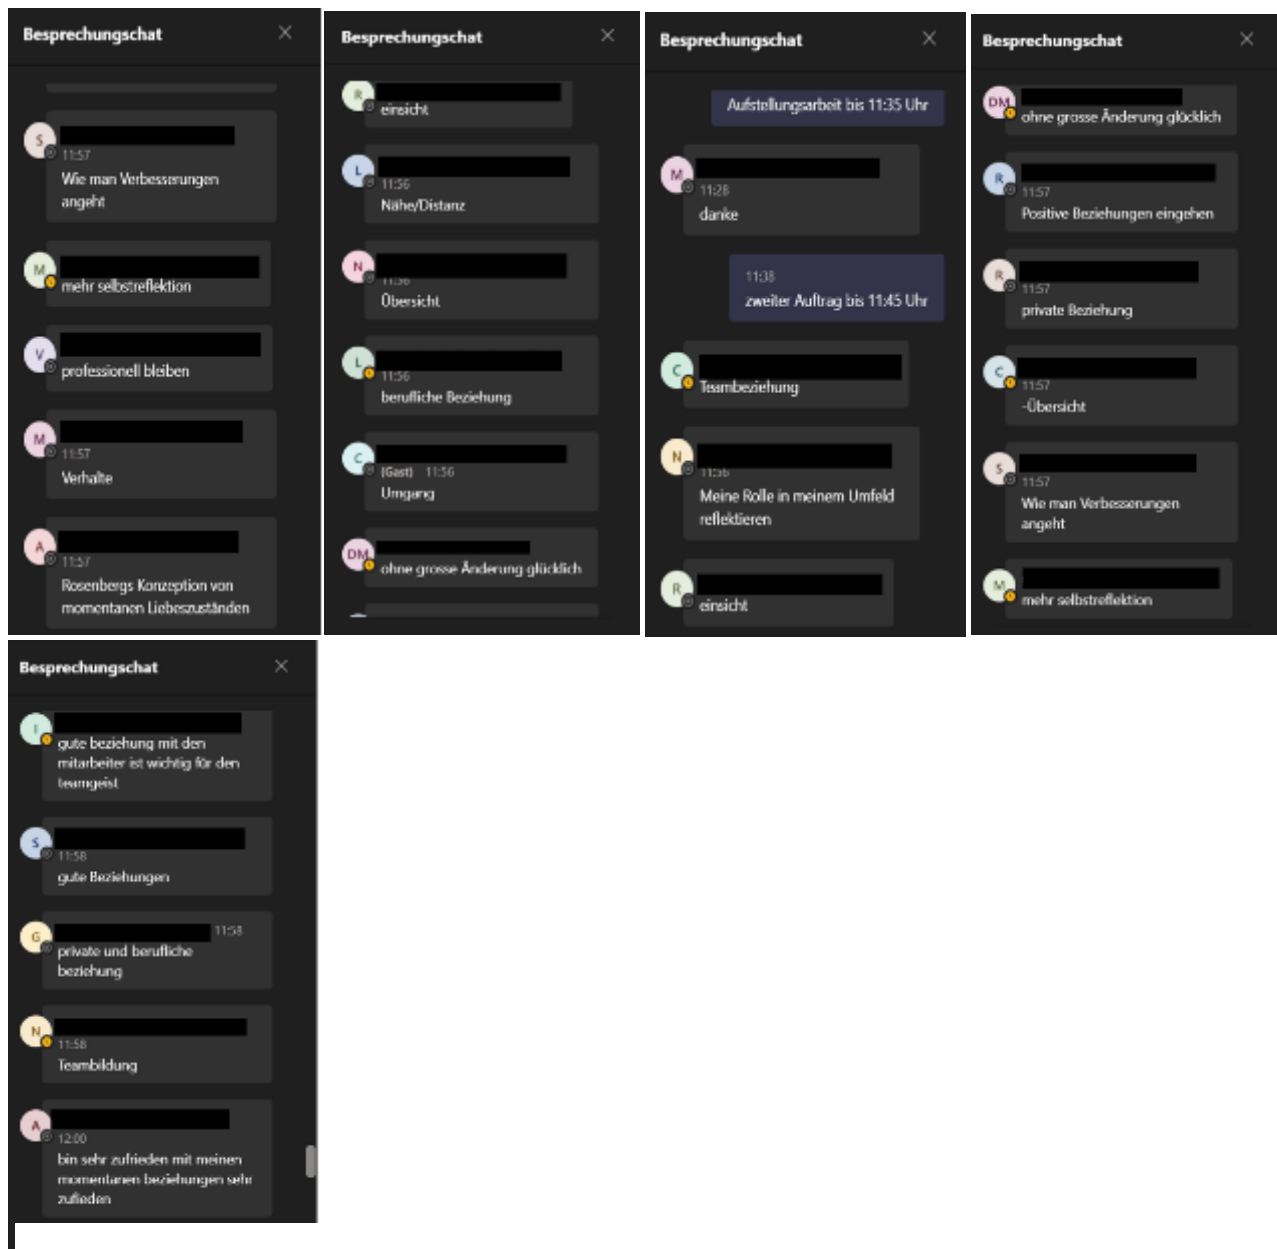 Besprechungschat
S
11:57
Wie man Verbesserungen
angeht
M
mehr selbstreflektion
V
professionell bleiben
M
11:57
Verhalte
A
11:57
Rosenbergs Konzeption von
momentanen Liebeszuständen
Besprechungschat
R
einsicht
L
11:56
Nähe/Distanz
N
11:56
Übersicht
L
11:56
berufliche Beziehung
C
(Gast) 11:56
Umgang
DM
ohne grosse Änderung glücklich
Besprechungschat
Aufstellungsarbeit bis 11:35 Uhr
M
11:28
danke
11:38
zweiter Auftrag bis 11:45 Uhr
C
Teambeziehung
N
11:56
Meine Rolle in meinem Umfeld
reflektieren
R
einsicht
Besprechungschat
DM
ohne grosse Änderung glücklich
R
11:57
Positive Beziehungen eingehen
R
11:57
private Beziehung
C
11:57
-Übersicht
S
11:57
Wie man Verbesserungen
angeht
M
mehr selbstreflektion
Besprechungschat
I
gute beziehung mit den
mitarbeiter ist wichtig für den
teamgeist
S
11:58
gute Beziehungen
G
11:58
private und berufliche
beziehung
N
11:58
Teambildung
A
12:00
bin sehr zufrieden mit meinen
momentanen beziehungen sehr
zufieden